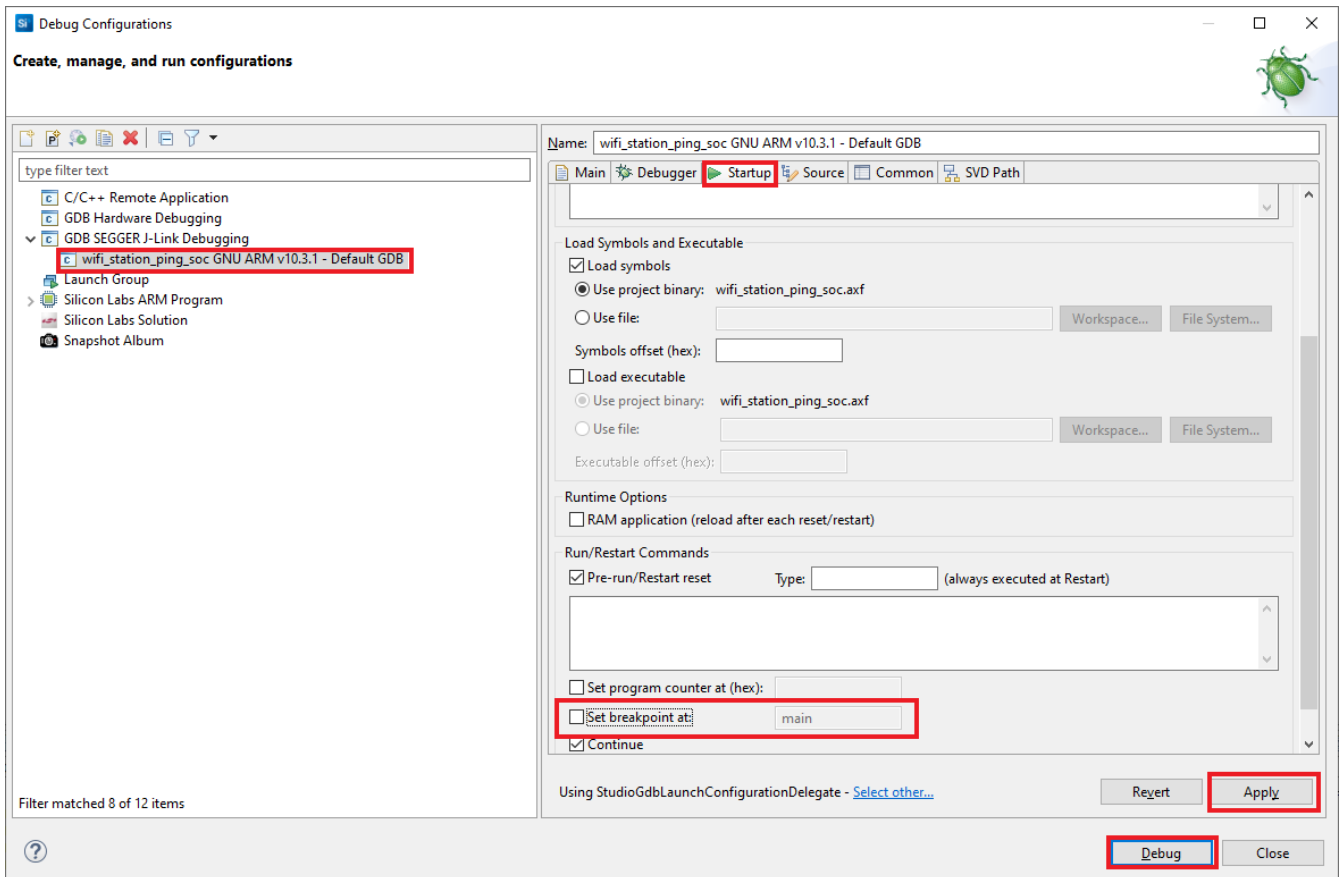 Si Debug Configurations
Create, manage, and run configurations
type filter text
C/C++ Remote Application
GDB Hardware Debugging
GDB SEGGER J-Link Debugging
wifi_station_ping_soc GNU ARM v10.3.1 - Default GDB
Launch Group
Silicon Labs ARM Program
Silicon Labs Solution
Snapshot Album
Filter matched 8 of 12 items
Name: wifi_station_ping_soc GNU ARM v10.3.1 - Default GDB
Main Debugger Startup Source Common SVD Path
Load Symbols and Executable
Load symbols
Use project binary: wifi_station_ping_soc.axf
Use file: Workspace... File System...
Symbols offset (hex):
Load executable
Use project binary: wifi_station_ping_soc.axf
Use file: Workspace... File System...
Executable offset (hex):
Runtime Options
RAM application (reload after each reset/restart)
Run/Restart Commands
Pre-run/Restart reset Type: (always executed at Restart)
Set program counter at (hex):
Set breakpoint at: main
Continue
Using StudioGdbLaunchConfigurationDelegate - Select other...
Revert Apply
? Debug Close